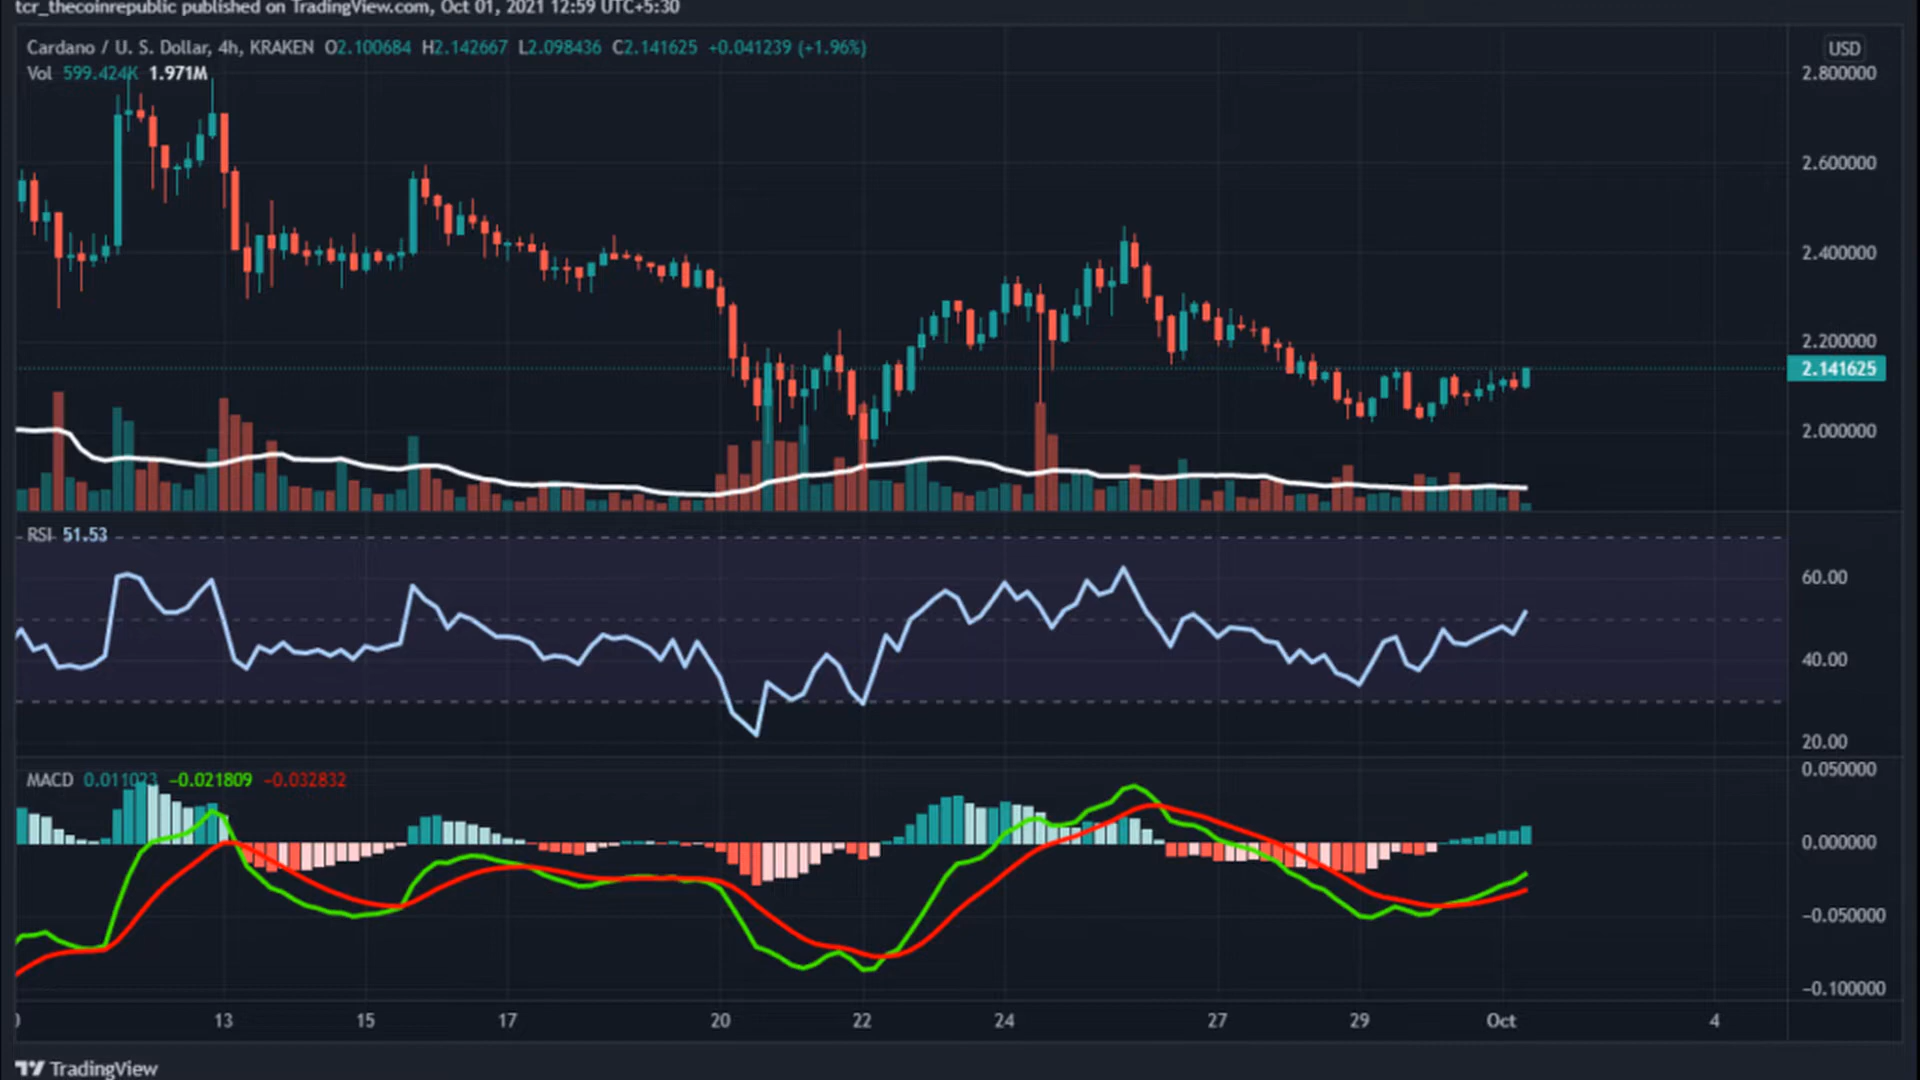 tcr_thecoinrepublic published on TradingView.com, Oct 01, 2021 12:59 UTC+5:30
Cardano / U. S. Dollar, 4h, KRAKEN O2.100684 H2.142667 L2.098436 C2.141625 +0.041239 (+1.96%)
USD
Vol 599.424K 1.971M
2.800000
2.600000
2.400000
2.200000
2.141625
2.000000
RSI 51.53
60.00
40.00
20.00
MACD 0.011023 −0.021809 −0.032832
0.050000
0.000000
−0.050000
−0.100000
13 15 17 20 22 24 27 29 Oct 4
TradingView